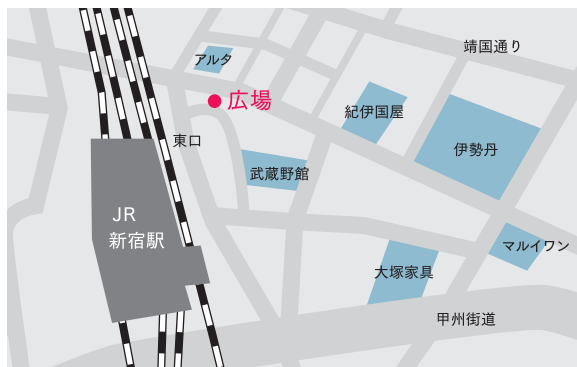 靖国通り
アルタ
広場
紀伊国屋
東口
伊勢丹
武蔵野館
JR
新宿駅
マルイワン
大塚家具
甲州街道